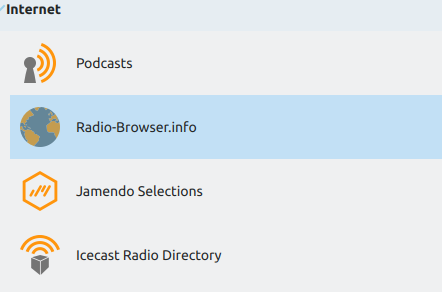 Internet
Podcasts
Radio-Browser.info
Jamendo Selections
Icecast Radio Directory